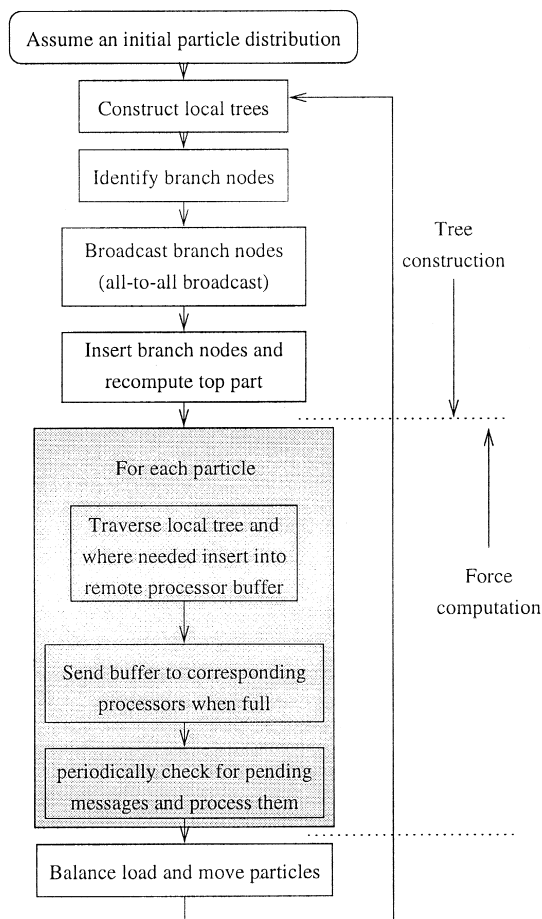 Assume an initial particle distribution
Construct local trees
Identify branch nodes
Broadcast branch nodes
(all-to-all broadcast)
Insert branch nodes and
recompute top part
Tree
construction
For each particle
Traverse local tree and
where needed insert into
remote processor buffer
Send buffer to corresponding
processors when full
periodically check for pending
messages and process them
Force
computation
Balance load and move particles